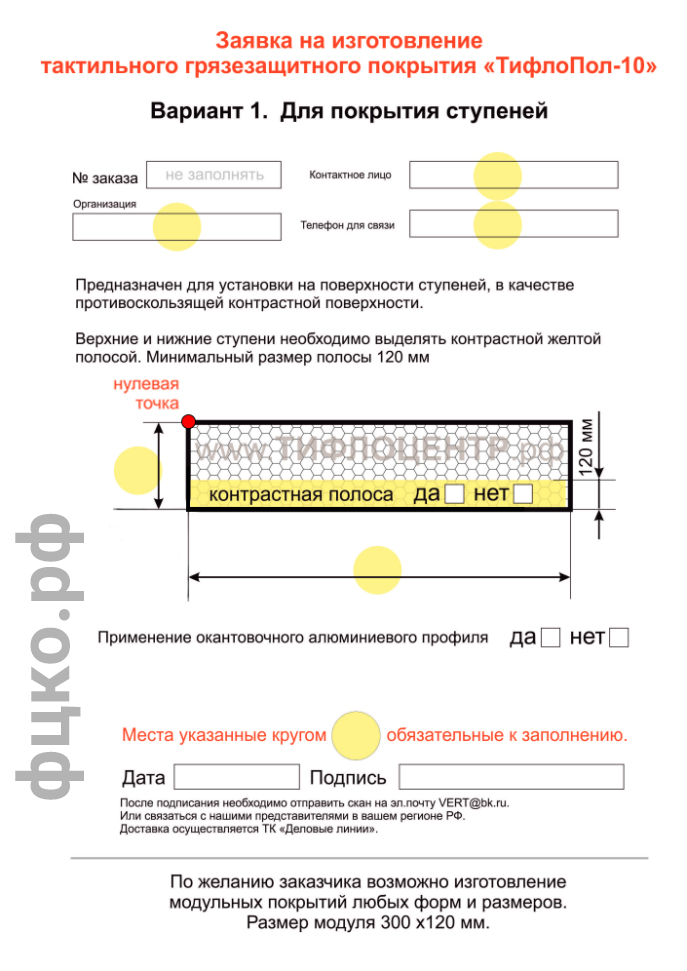 Заявка на изготовление
тактильного грязезащитного покрытия «ТифлоПол-10»
Вариант 1. Для покрытия ступеней
№ заказа
не заполнять
Контактное лицо
Организация
Телефон для связи
Предназначен для установки на поверхности ступеней, в качестве
противоскользящей контрастной поверхности.
Верхние и нижние ступени необходимо выделять контрастной желтой
полосой. Минимальный размер полосы 120 мм
нулевая
точка
www.ТИФЛОЦЕНТР.рф
120 мм
контрастная полоса да нет
фцко.рф
Применение окантовочного алюминиевого профиля да нет
Места указанные кругом обязательные к заполнению.
Дата Подпись
После подписания необходимо отправить скан на эл.почту VERT@bk.ru.
Или связаться с нашими представителями в вашем регионе РФ.
Доставка осуществляется ТК «Деловые линии».
По желанию заказчика возможно изготовление
модульных покрытий любых форм и размеров.
Размер модуля 300 х120 мм.